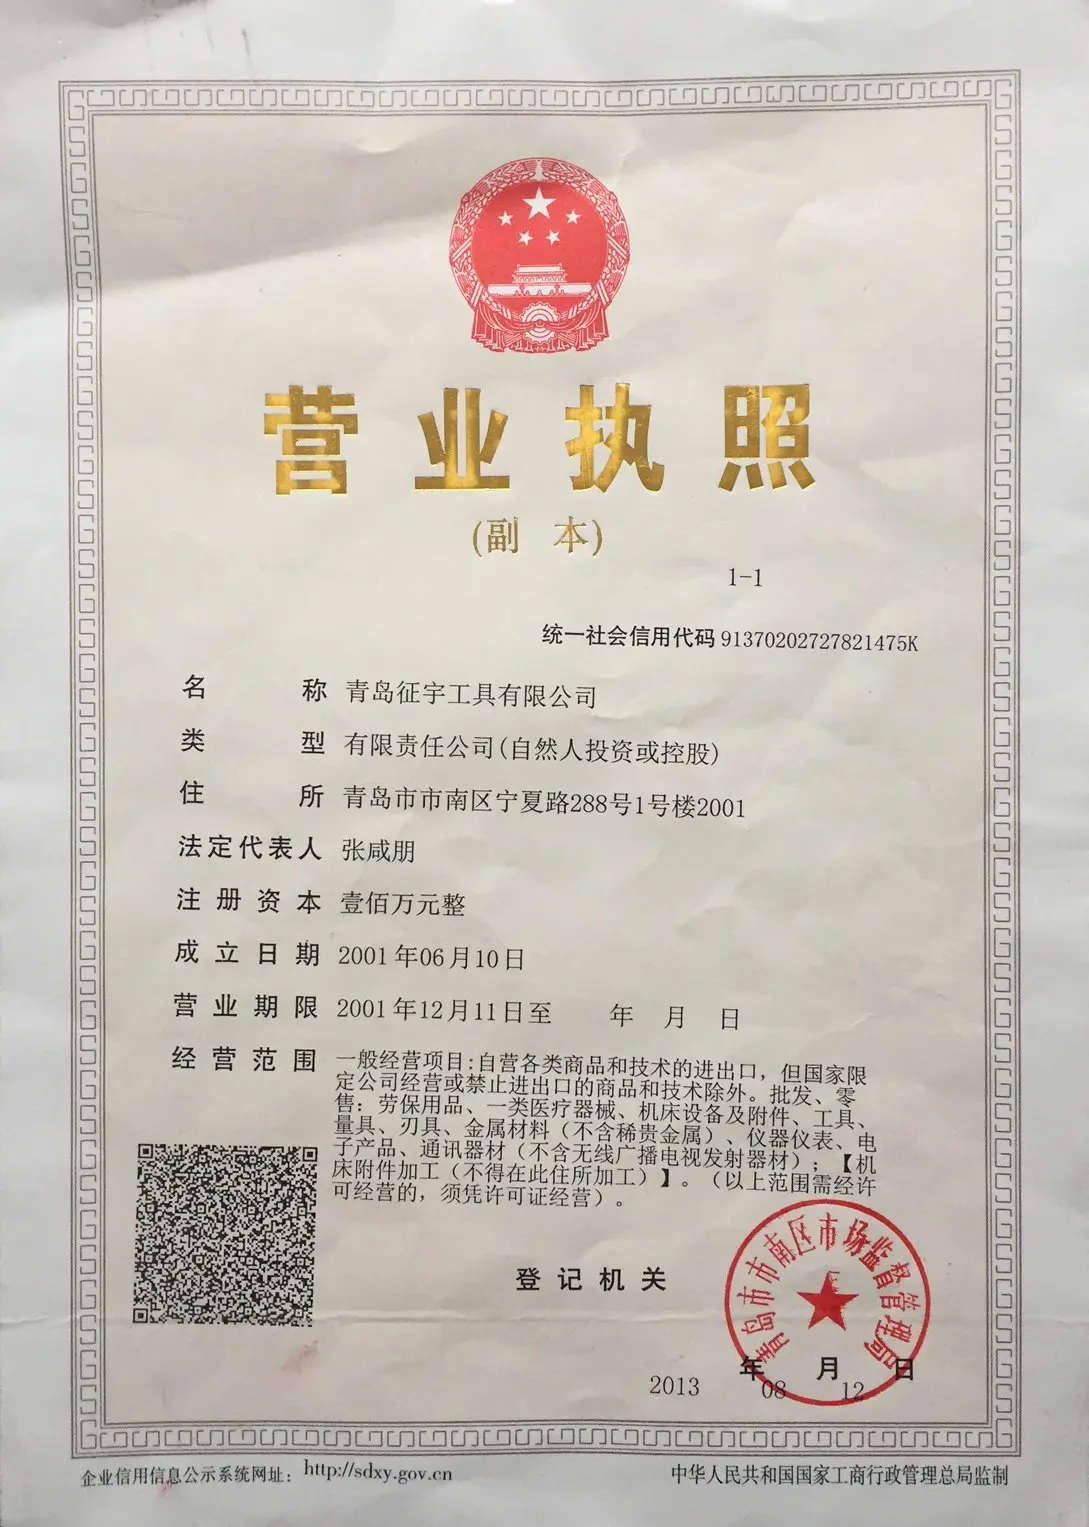 营业执照
(副 本)
1-1
统一社会信用代码 91370202727821475K
名 称 青岛征宇工具有限公司
类 型 有限责任公司(自然人投资或控股)
住 所 青岛市市南区宁夏路288号1号楼2001
法定代表人 张咸朋
注册资本 壹佰万元整
成立日期 2001年06月10日
营业期限 2001年12月11日至 年 月 日
经营范围 一般经营项目:自营各类商品和技术的进出口，但国家限
定公司经营或禁止进出口的商品和技术除外。批发、零
售：劳保用品、一类医疗器械、机床设备及附件、工具、
量具、刃具、金属材料（不含稀贵金属）、仪器仪表、电
子产品、通讯器材（不含无线广播电视发射器材）；【机
床附件加工（不得在此住所加工）】。（以上范围需经许
可经营的，须凭许可证经营）。
登记机关
青岛市市南区市场监督管理局
2013 年 08 月 12 日
企业信用信息公示系统网址： http://sdxy.gov.cn
中华人民共和国国家工商行政管理总局监制